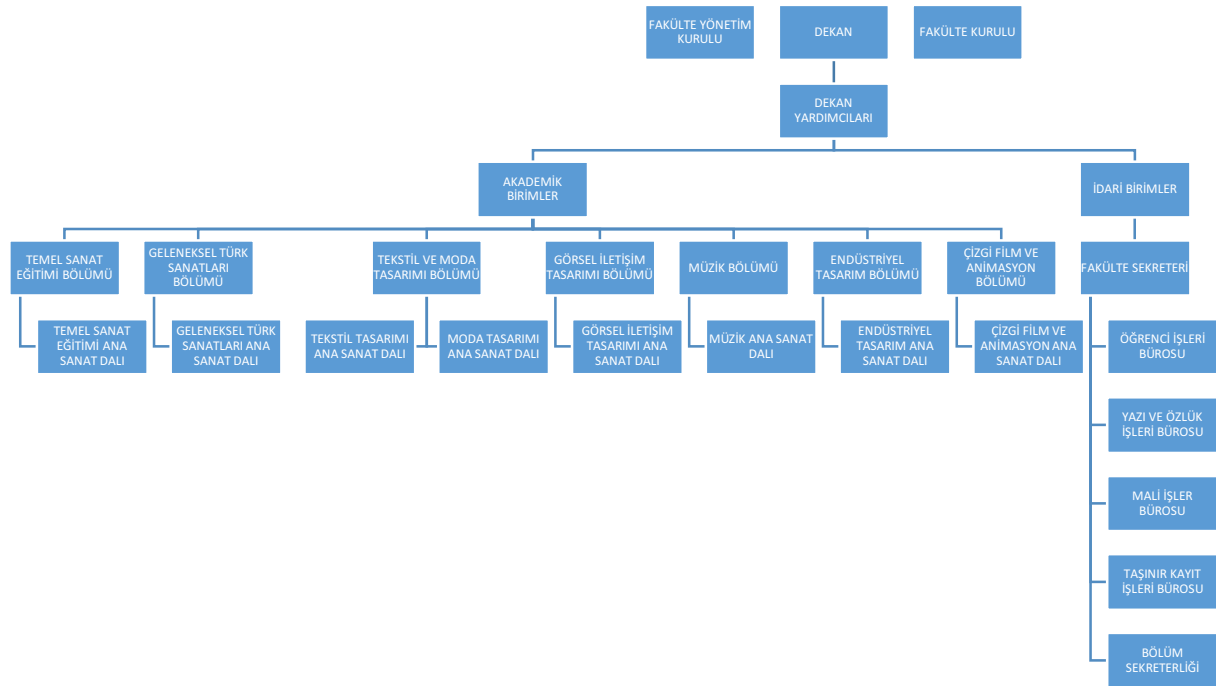 FAKÜLTE YÖNETİM
KURULU
DEKAN
FAKÜLTE KURULU
DEKAN
YARDIMCILARI
AKADEMİK
BİRİMLER
İDARİ BİRİMLER
TEMEL SANAT
EĞİTİMİ BÖLÜMÜ
GELENEKSEL TÜRK
SANATLARI
BÖLÜMÜ
TEKSTİL VE MODA
TASARIMI BÖLÜMÜ
GÖRSEL İLETİŞİM
TASARIMI BÖLÜMÜ
MÜZİK BÖLÜMÜ
ENDÜSTRİYEL
TASARIM BÖLÜMÜ
ÇİZGİ FİLM VE
ANİMASYON
BÖLÜMÜ
FAKÜLTE SEKRETERİ
TEMEL SANAT
EĞİTİMİ ANA
SANAT DALI
GELENEKSEL TÜRK
SANATLARI ANA
SANAT DALI
TEKSTİL TASARIMI
ANA SANAT DALI
MODA TASARIMI
ANA SANAT DALI
GÖRSEL İLETİŞİM
TASARIMI ANA
SANAT DALI
MÜZİK ANA SANAT
DALI
ENDÜSTRİYEL
TASARIM ANA
SANAT DALI
ÇİZGİ FİLM VE
ANİMASYON ANA
SANAT DALI
ÖĞRENCİ İŞLERİ
BÜROSU
YAZI VE ÖZLÜK
İŞLERİ BÜROSU
MALİ İŞLER
BÜROSU
TAŞINIR KAYIT
İŞLERİ BÜROSU
BÖLÜM
SEKRETERLİĞİ